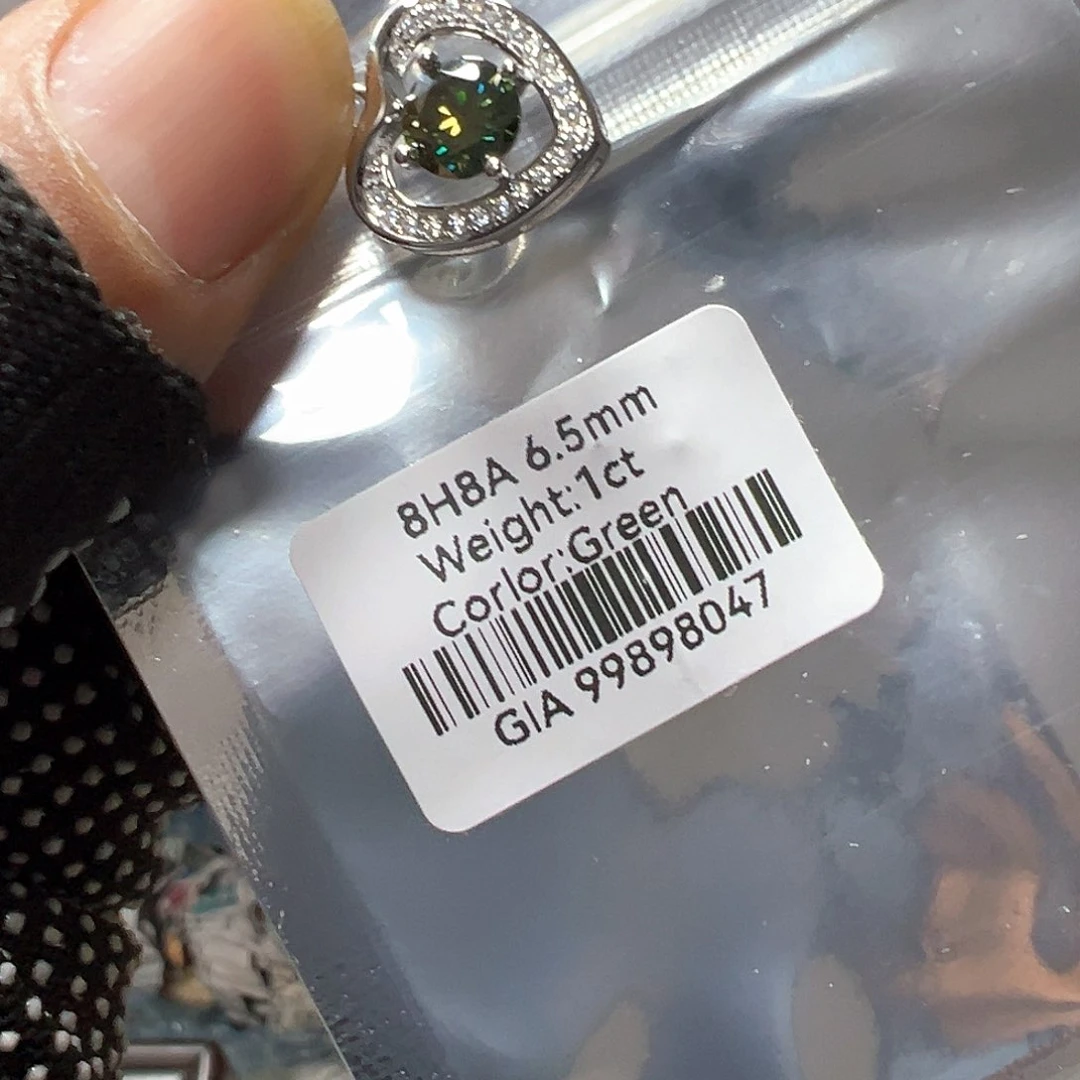 8H8A 6.5mm
Weight:1ct
Corlor:Green
GIA 99898047